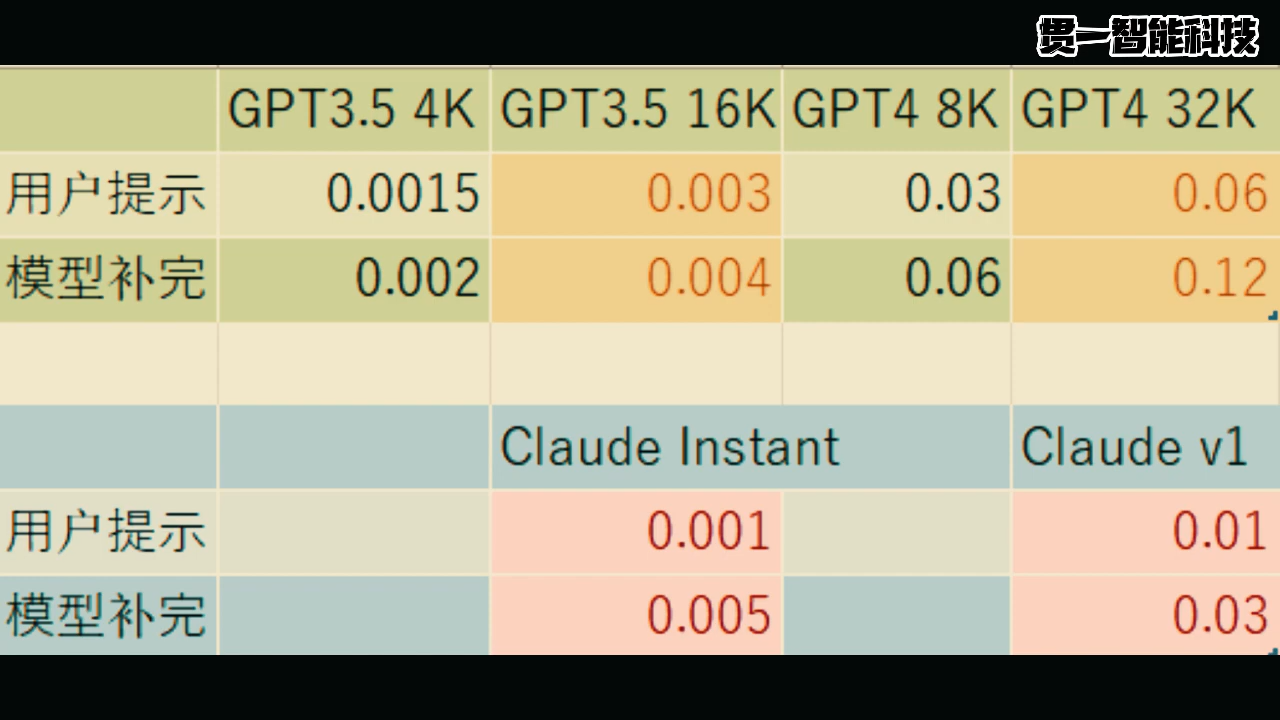 贯一智能科技
GPT3.5 4K GPT3.5 16K GPT4 8K GPT4 32K
用户提示 0.0015 0.003 0.03 0.06
模型补完 0.002 0.004 0.06 0.12
Claude Instant Claude v1
用户提示 0.001 0.01
模型补完 0.005 0.03